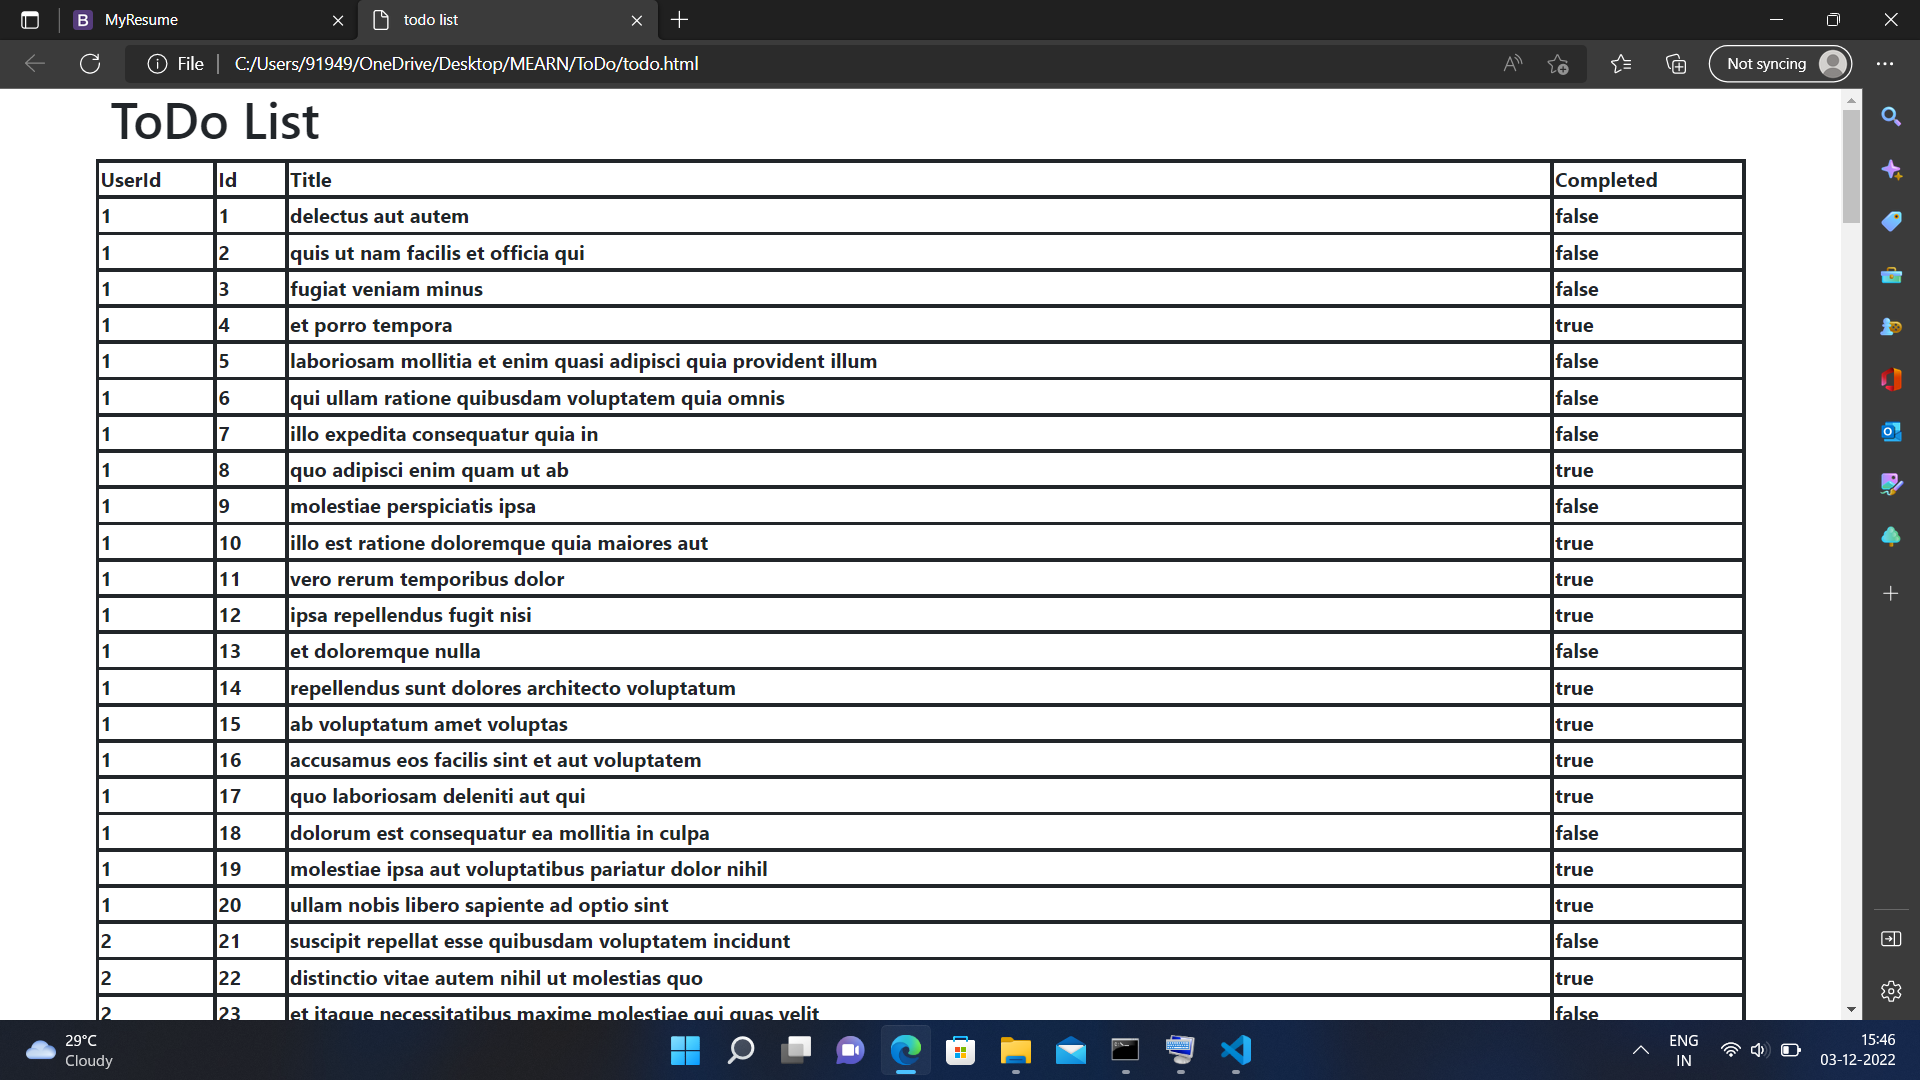 MyResume
todo list
File
C:/Users/91949/OneDrive/Desktop/MEARN/ToDo/todo.html
Not syncing
ToDo List
UserId Id Title Completed
1 1 delectus aut autem false
1 2 quis ut nam facilis et officia qui false
1 3 fugiat veniam minus false
1 4 et porro tempora true
1 5 laboriosam mollitia et enim quasi adipisci quia provident illum false
1 6 qui ullam ratione quibusdam voluptatem quia omnis false
1 7 illo expedita consequatur quia in false
1 8 quo adipisci enim quam ut ab true
1 9 molestiae perspiciatis ipsa false
1 10 illo est ratione doloremque quia maiores aut true
1 11 vero rerum temporibus dolor true
1 12 ipsa repellendus fugit nisi true
1 13 et doloremque nulla false
1 14 repellendus sunt dolores architecto voluptatum true
1 15 ab voluptatum amet voluptas true
1 16 accusamus eos facilis sint et aut voluptatem true
1 17 quo laboriosam deleniti aut qui true
1 18 dolorum est consequatur ea mollitia in culpa false
1 19 molestiae ipsa aut voluptatibus pariatur dolor nihil true
1 20 ullam nobis libero sapiente ad optio sint true
2 21 suscipit repellat esse quibusdam voluptatem incidunt false
2 22 distinctio vitae autem nihil ut molestias quo true
2 23 et itaque necessitatibus maxime molestiae qui quas velit false
29°C
Cloudy
ENG
IN
15:46
03-12-2022